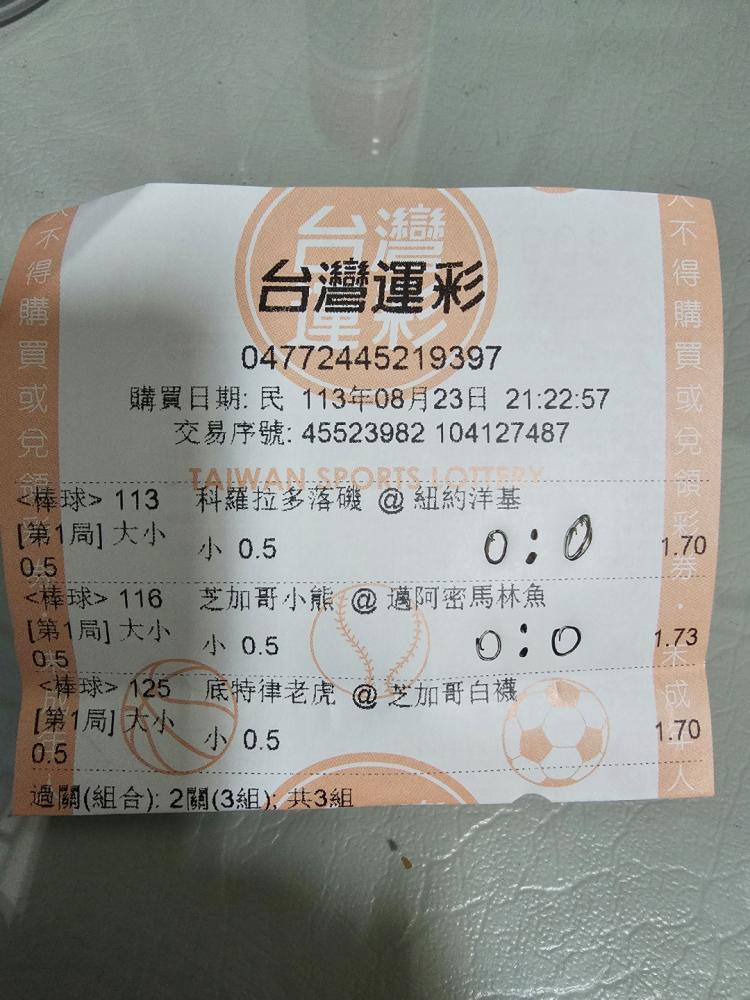 台灣運彩
台灣運彩
04772445219397
購買日期: 民 113年08月23日 21:22:57
交易序號: 45523982 104127487
TAIWAN SPORTS LOTTERY
<棒球> 113 科羅拉多落磯 @ 紐約洋基
[第1局] 大小 小 0.5 0:0 1.70
0.5
<棒球> 116 芝加哥小熊 @ 邁阿密馬林魚
[第1局] 大小 小 0.5 0:0 1.73
0.5
<棒球> 125 底特律老虎 @ 芝加哥白襪
[第1局] 大小 小 0.5 1.70
0.5
過關(組合): 2關(3組); 共3組
人不得購買或兌領
人不得購買或兌領彩券・未成年人